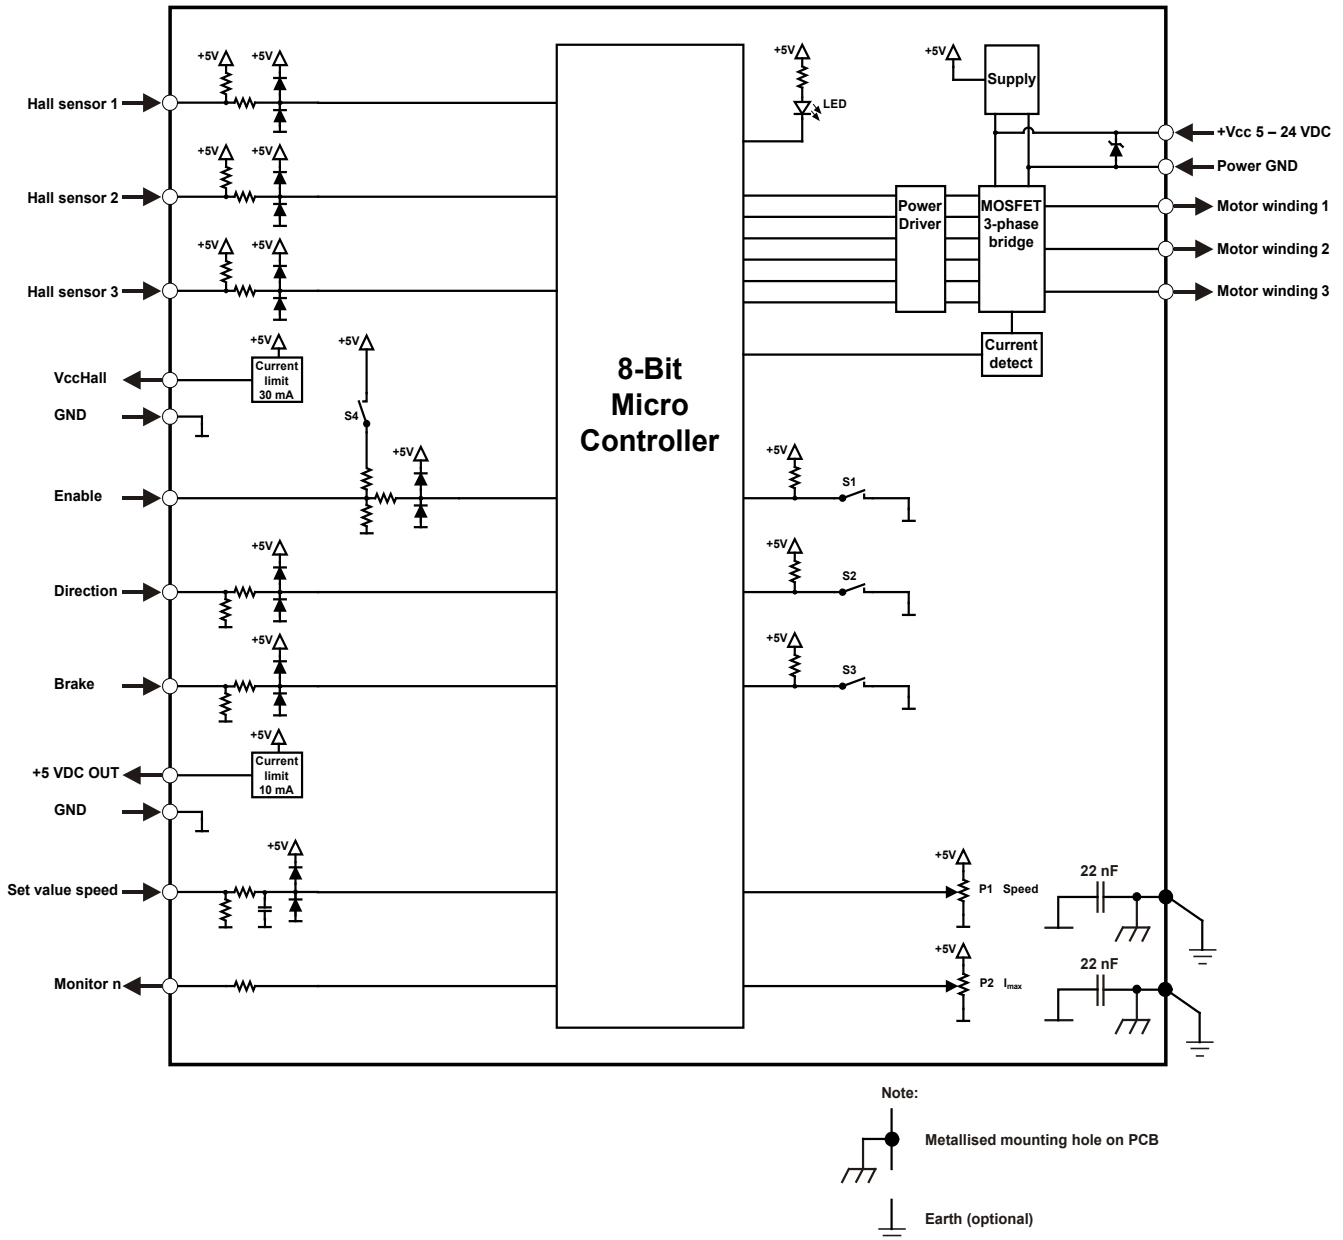 +5V
+5V
Hall sensor 1
+5V
+5V
Hall sensor 2
+5V
+5V
Hall sensor 3
+5V
VccHall
Current
limit
30 mA
GND
+5V
S4
+5V
Enable
+5V
Direction
+5V
Brake
+5V
+5 VDC OUT
Current
limit
10 mA
GND
+5V
Set value speed
Monitor n
8-Bit
Micro
Controller
+5V
LED
+5V
Supply
+Vcc 5 – 24 VDC
Power GND
Power
Driver
MOSFET
3-phase
bridge
Motor winding 1
Motor winding 2
Motor winding 3
Current
detect
+5V
S1
+5V
S2
+5V
S3
+5V
P1 Speed
22 nF
+5V
P2 Imax
22 nF
Note:
Metallised mounting hole on PCB
Earth (optional)